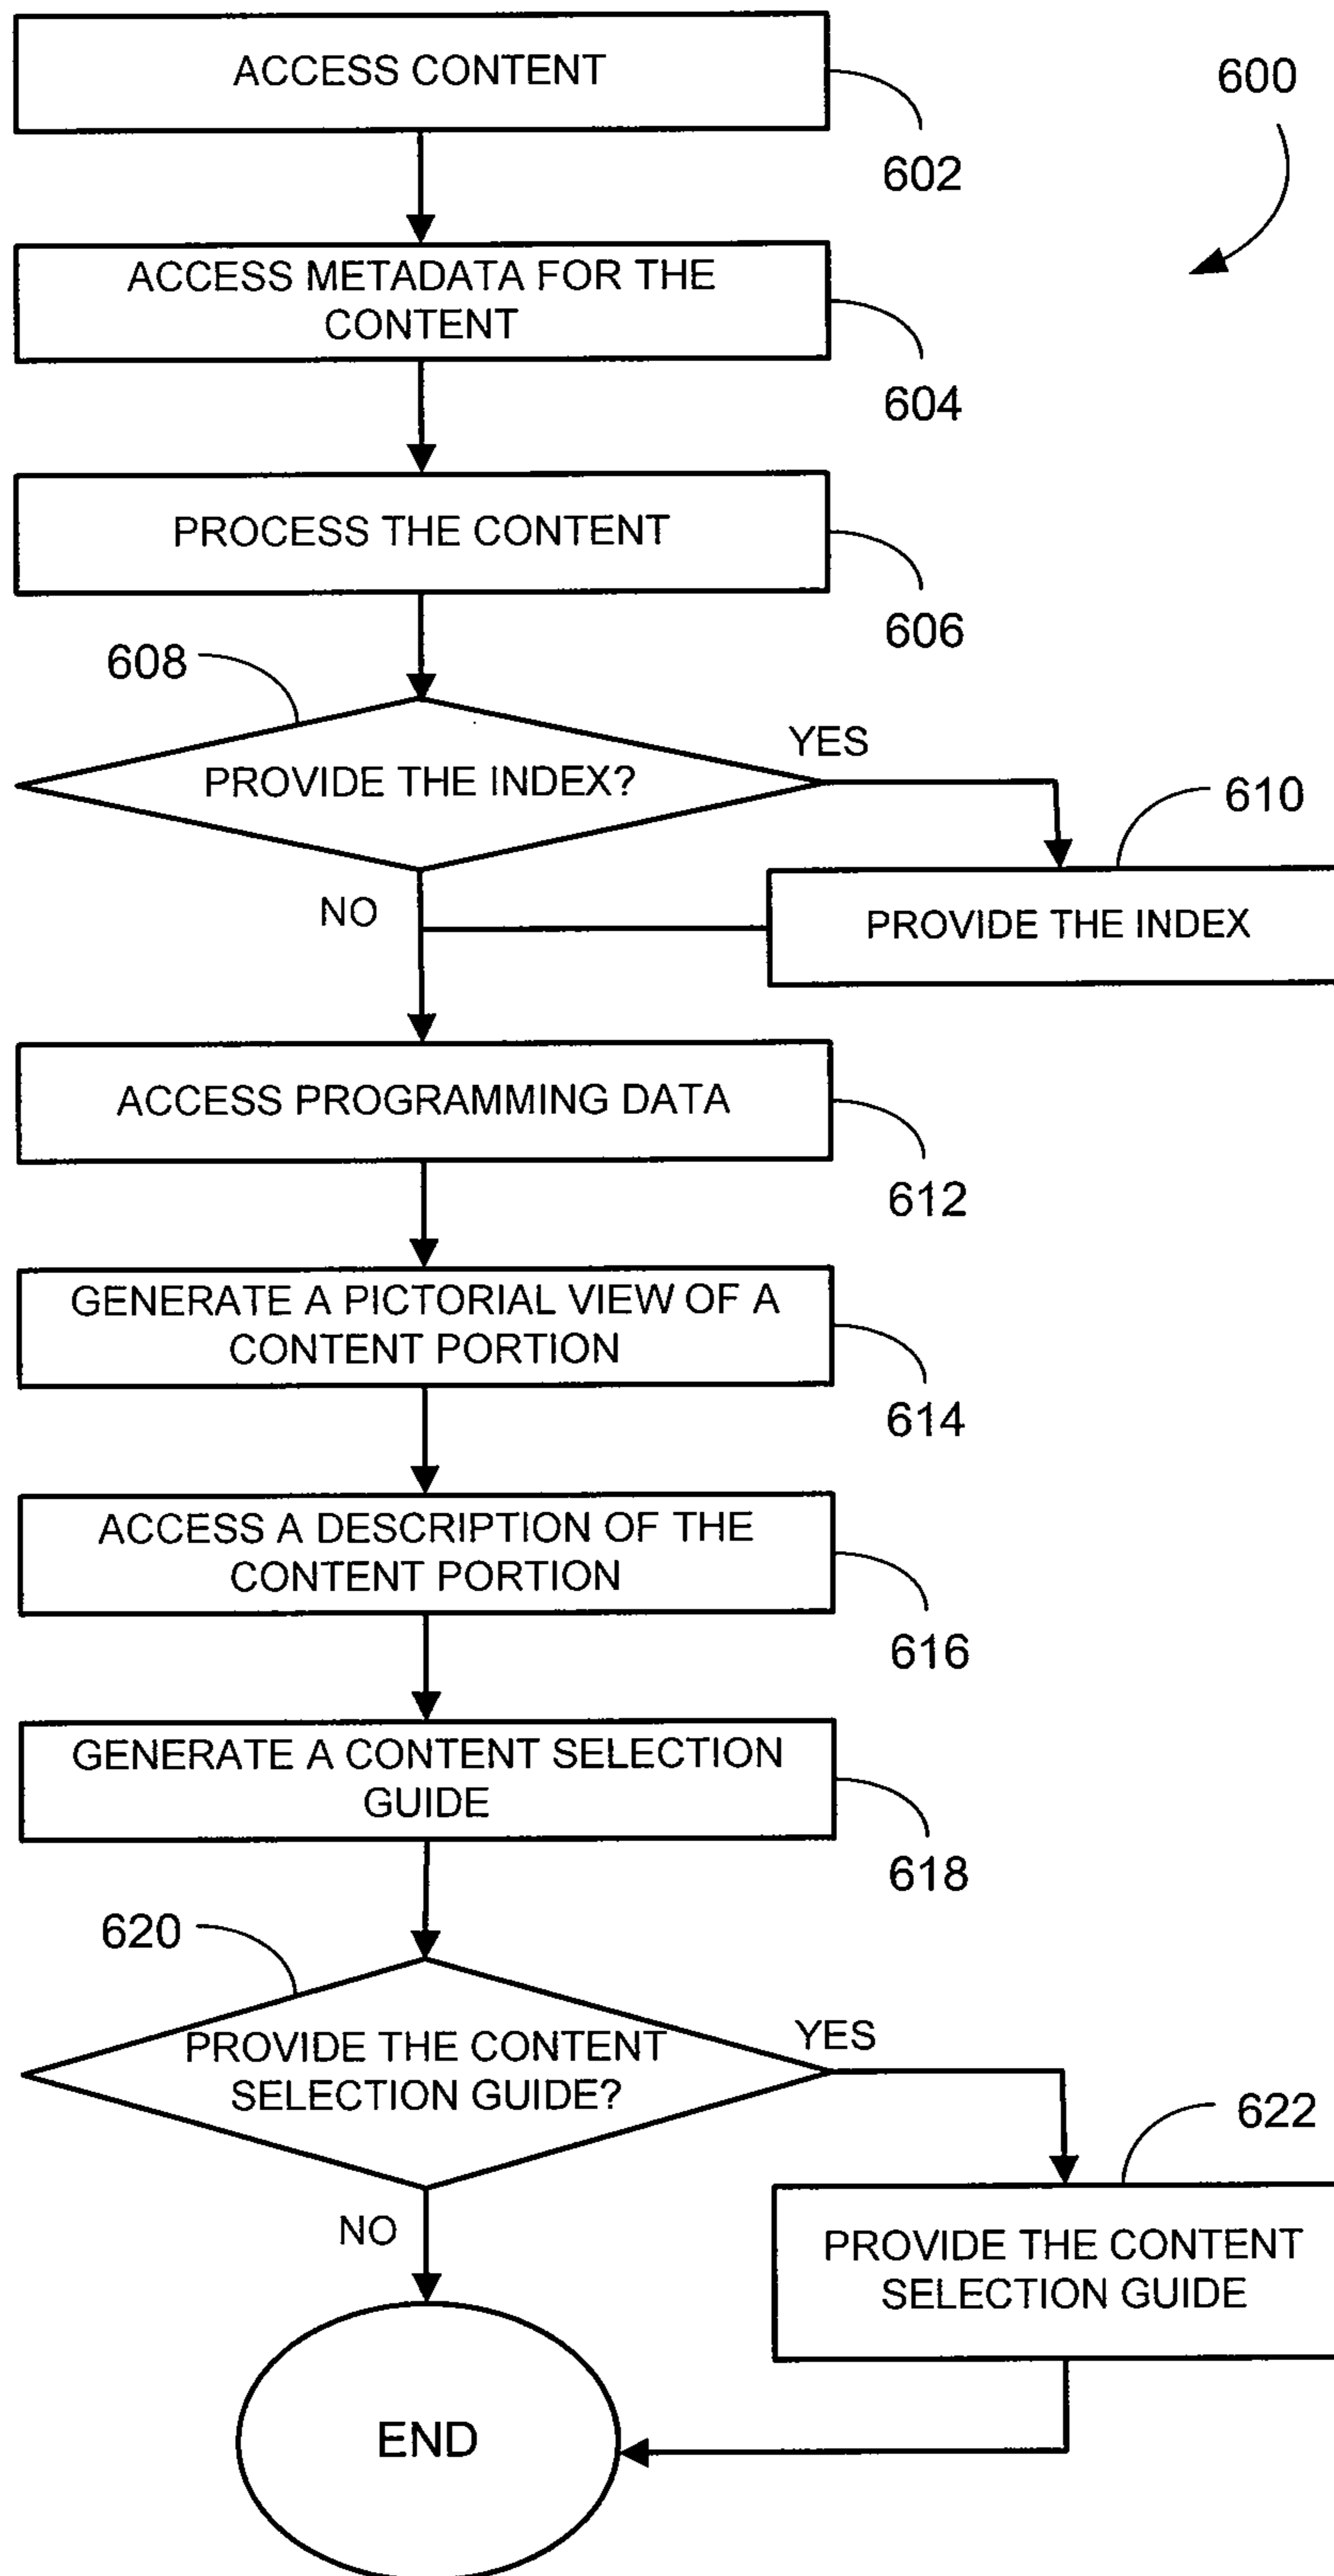 ACCESS CONTENT
600
602
ACCESS METADATA FOR THE
CONTENT
604
PROCESS THE CONTENT
606
608
YES
PROVIDE THE INDEX?
610
NO
PROVIDE THE INDEX
ACCESS PROGRAMMING DATA
612
GENERATE A PICTORIAL VIEW OF A
CONTENT PORTION
614
ACCESS A DESCRIPTION OF THE
CONTENT PORTION
616
GENERATE A CONTENT SELECTION
GUIDE
618
620
YES
PROVIDE THE CONTENT
SELECTION GUIDE?
622
NO
PROVIDE THE CONTENT
SELECTION GUIDE
END